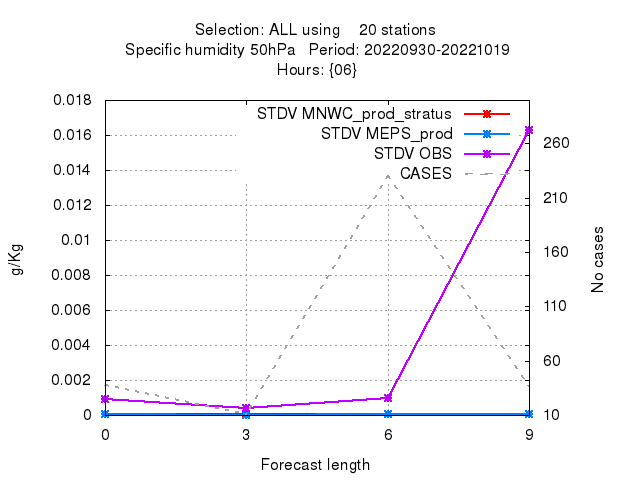 Selection: ALL using    20 stations
Specific humidity 50hPa   Period: 20220930-20221019
Hours: {06}
STDV MNWC_prod_stratus
STDV MEPS_prod
STDV OBS
CASES
0.018
0.016
0.014
0.012
0.01
0.008
0.006
0.004
0.002
0
g/Kg
260
210
160
110
60
10
No cases
0 3 6 9
Forecast length